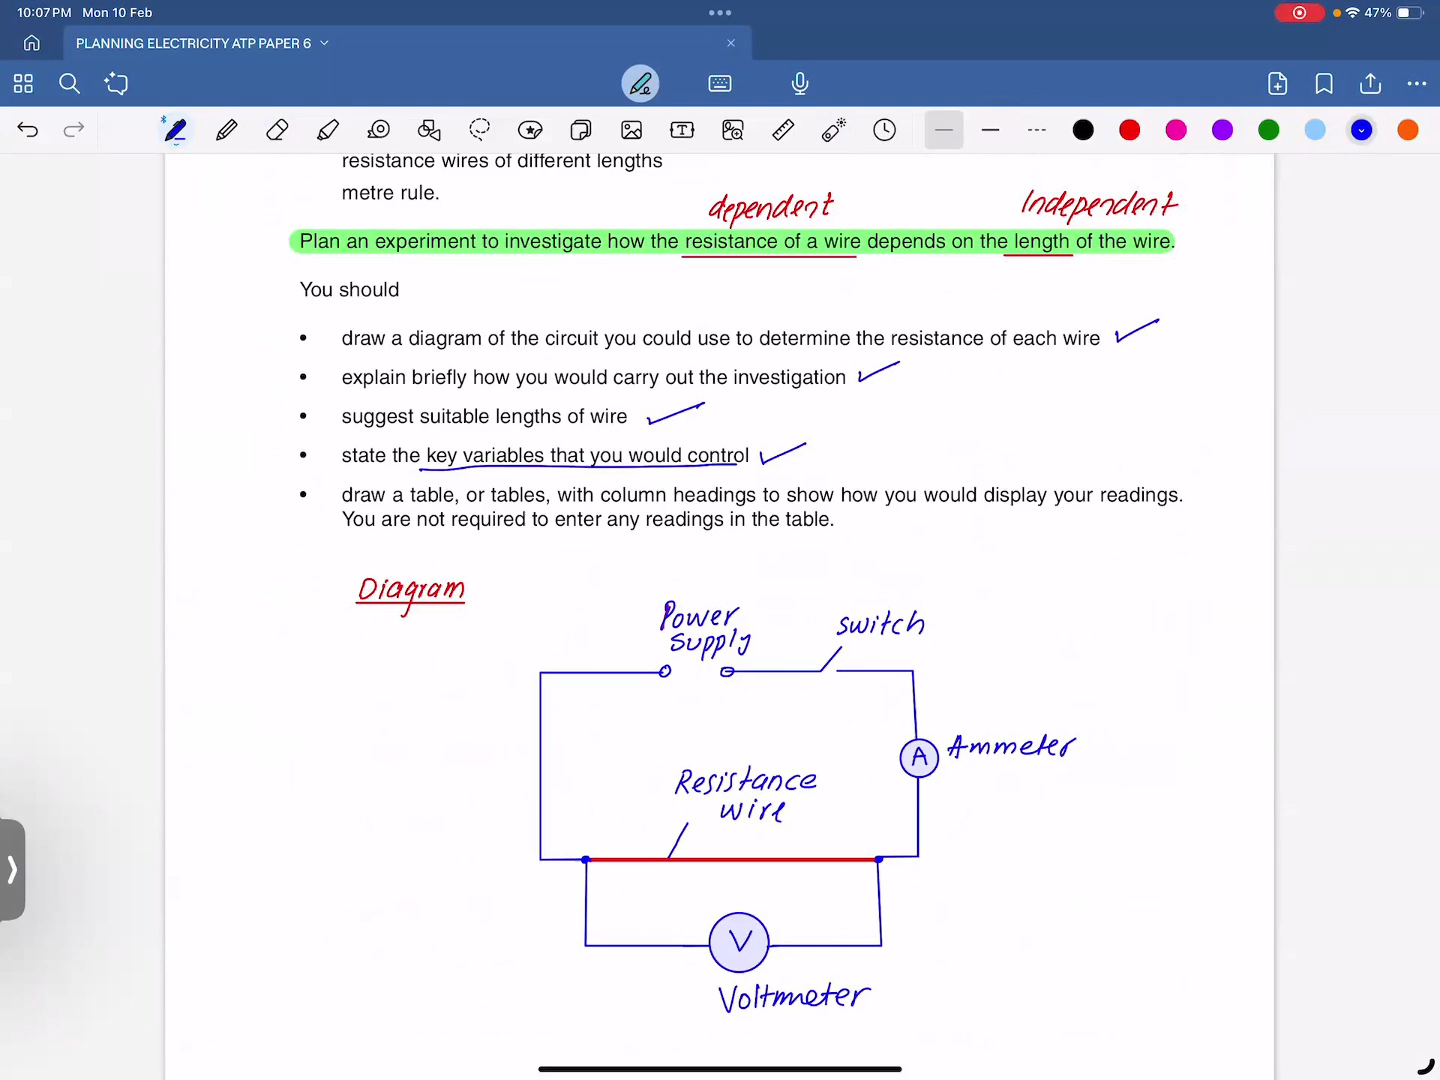 10:07PM Mon 10 Feb
47%
PLANNING ELECTRICITY ATP PAPER 6
resistance wires of different lengths
metre rule.
dependent Independent
Plan an experiment to investigate how the resistance of a wire depends on the length of the wire.
You should
• draw a diagram of the circuit you could use to determine the resistance of each wire
• explain briefly how you would carry out the investigation
• suggest suitable lengths of wire
• state the key variables that you would control
• draw a table, or tables, with column headings to show how you would display your readings.
You are not required to enter any readings in the table.
Diagram
Power
Supply
switch
A Ammeter
Resistance
wire
V
Voltmeter